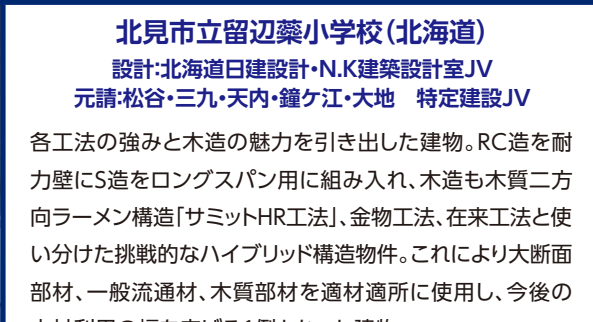 北見市立留辺蘂小学校(北海道)
設計:北海道日建設計・N.K建築設計室JV
元請:松谷・三九・天内・鐘ケ江・大地　特定建設JV
各工法の強みと木造の魅力を引き出した建物。RC造を耐
力壁にS造をロングスパン用に組み入れ、木造も木質二方
向ラーメン構造「サミットHR工法」、金物工法、在来工法と使
い分けた挑戦的なハイブリッド構造物件。これにより大断面
部材、一般流通材、木質部材を適材適所に使用し、今後の